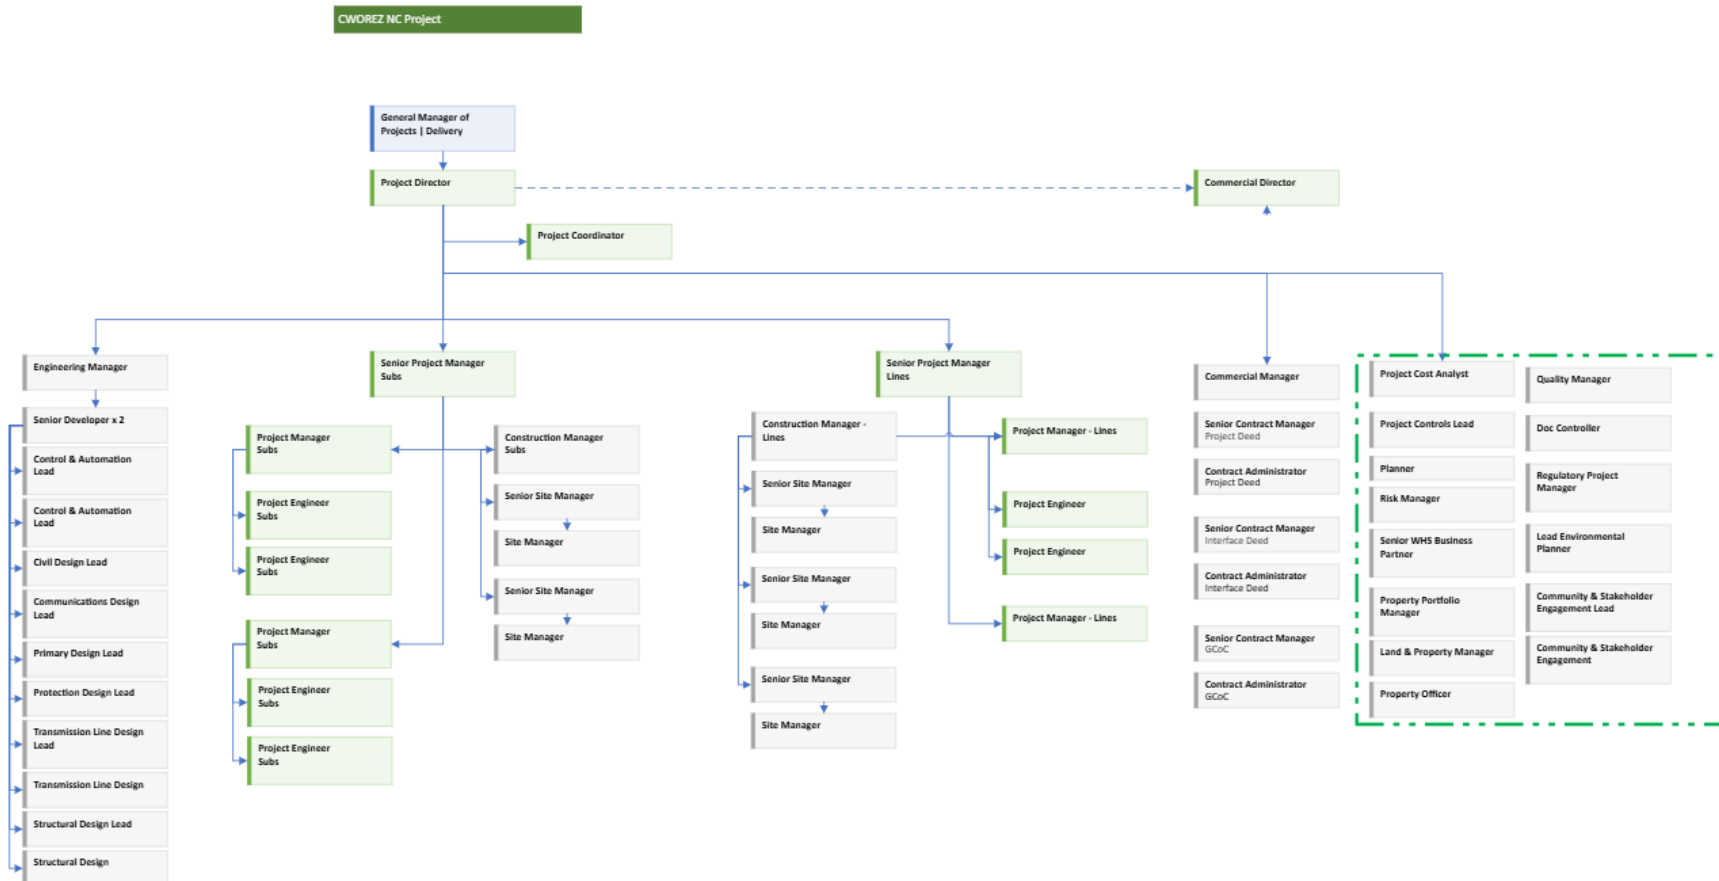 CWOREZ NC Project
General Manager of
Projects | Delivery
Project Director
Commercial Director
Project Coordinator
Engineering Manager
Senior Developer x 2
Control & Automation
Lead
Control & Automation
Lead
Civil Design Lead
Communications Design
Lead
Primary Design Lead
Protection Design Lead
Transmission Line Design
Lead
Transmission Line Design
Structural Design Lead
Structural Design
Senior Project Manager
Subs
Project Manager
Subs
Project Engineer
Subs
Project Engineer
Subs
Project Manager
Subs
Project Engineer
Subs
Project Engineer
Subs
Construction Manager
Subs
Senior Site Manager
Site Manager
Senior Site Manager
Site Manager
Senior Project Manager
Lines
Construction Manager -
Lines
Senior Site Manager
Site Manager
Senior Site Manager
Site Manager
Senior Site Manager
Site Manager
Project Manager - Lines
Project Engineer
Project Engineer
Project Manager - Lines
Commercial Manager
Senior Contract Manager
Project Deed
Contract Administrator
Project Deed
Senior Contract Manager
Interface Deed
Contract Administrator
Interface Deed
Senior Contract Manager
GCoC
Contract Administrator
GCoC
Project Cost Analyst
Project Controls Lead
Planner
Risk Manager
Senior WHS Business
Partner
Property Portfolio
Manager
Land & Property Manager
Property Officer
Quality Manager
Doc Controller
Regulatory Project
Manager
Lead Environmental
Planner
Community & Stakeholder
Engagement Lead
Community & Stakeholder
Engagement